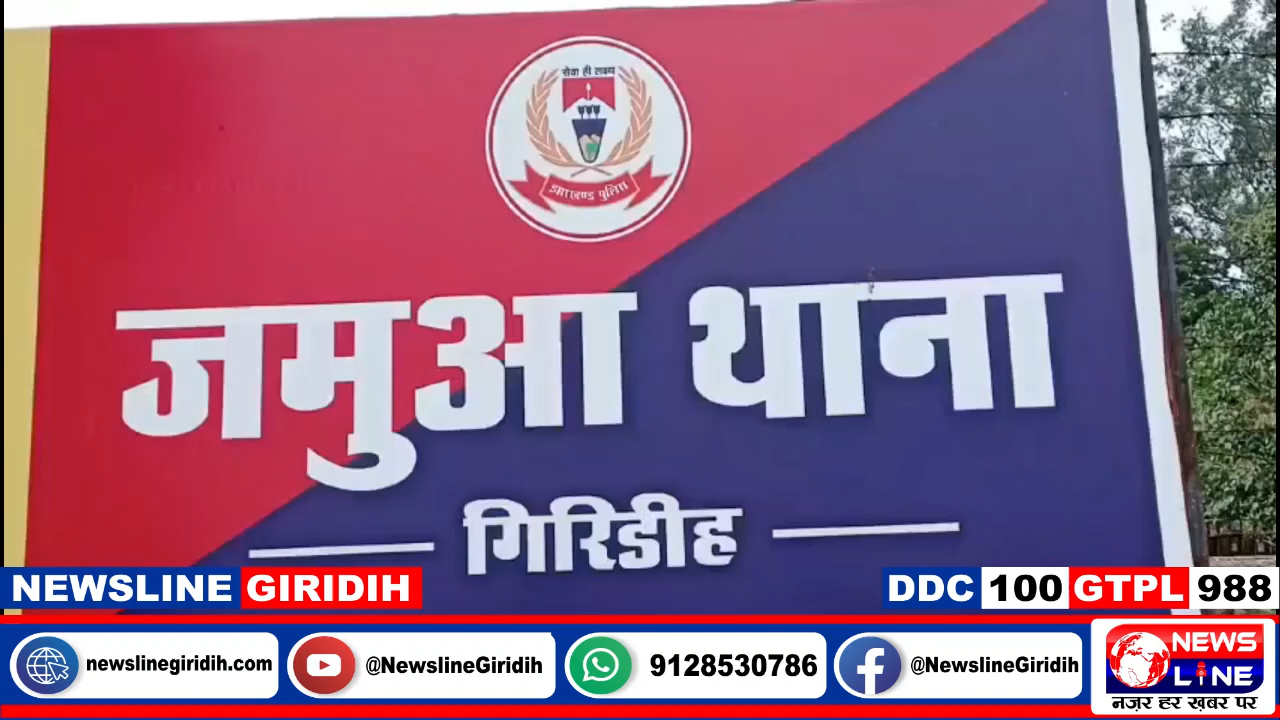 सेवा ही लक्ष्य
झारखण्ड पुलिस
जमुआ थाना
गिरिडीह
NEWSLINE GIRIDIH
DDC 100 GTPL 988
newslinegiridih.com
@NewslineGiridih
9128530786
@NewslineGiridih
NEWS
LINE
नज़र हर ख़बर पर